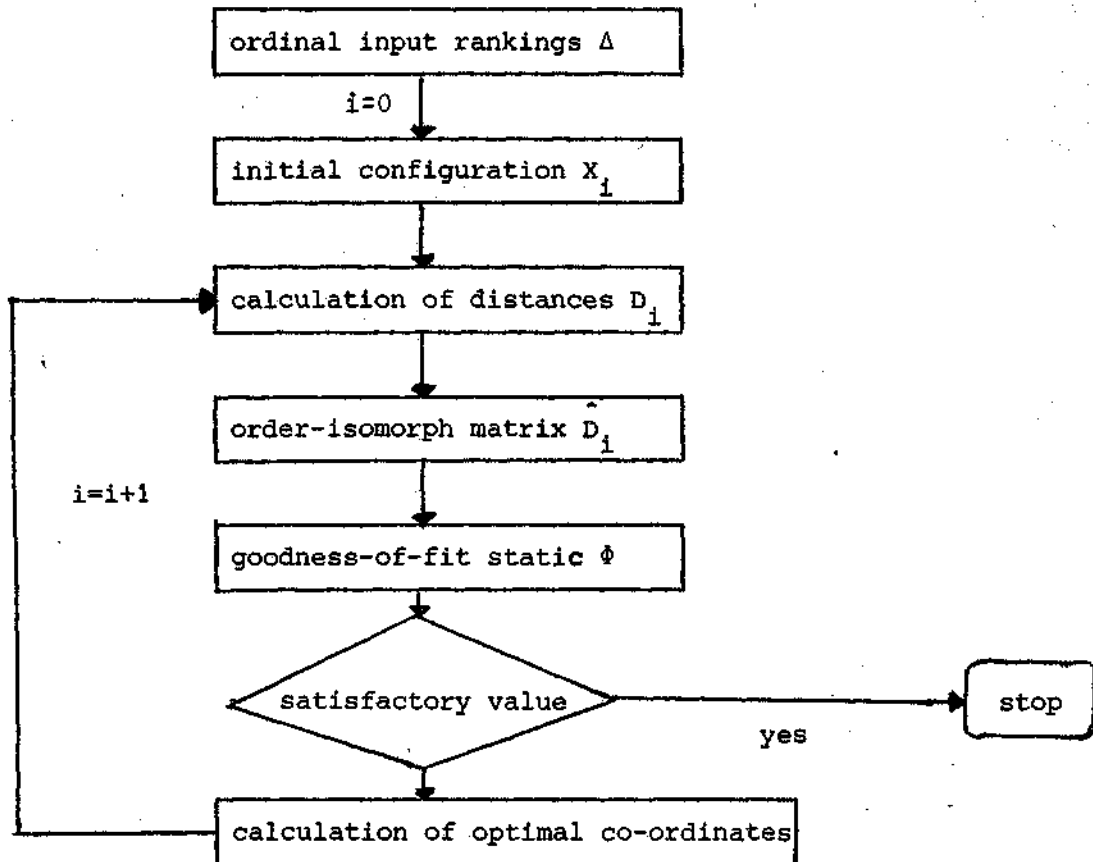 ordinal input rankings Δ
i=0
initial configuration X_i
calculation of distances D_i
order-isomorph matrix D̂_i
i=i+1
goodness-of-fit static Φ
satisfactory value
stop
yes
calculation of optimal co-ordinates